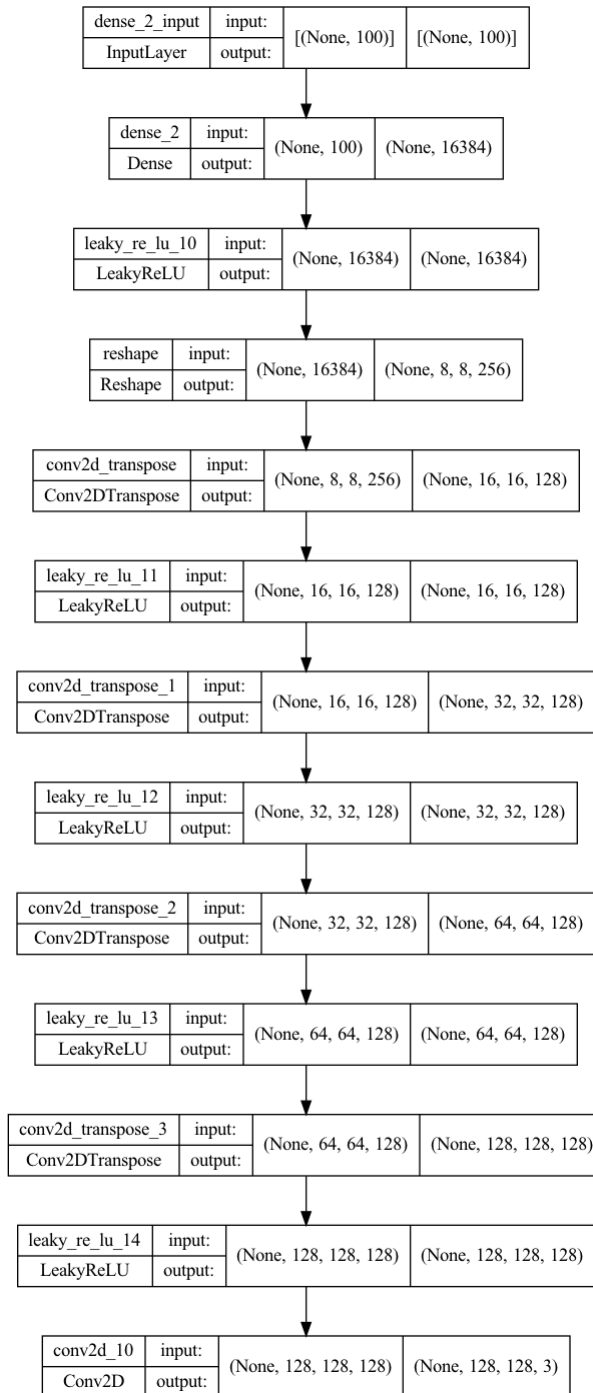 dense_2_input input: [(None, 100)] [(None, 100)]
InputLayer output:
dense_2 input: (None, 100) (None, 16384)
Dense output:
leaky_re_lu_10 input: (None, 16384) (None, 16384)
LeakyReLU output:
reshape input: (None, 16384) (None, 8, 8, 256)
Reshape output:
conv2d_transpose input: (None, 8, 8, 256) (None, 16, 16, 128)
Conv2DTranspose output:
leaky_re_lu_11 input: (None, 16, 16, 128) (None, 16, 16, 128)
LeakyReLU output:
conv2d_transpose_1 input: (None, 16, 16, 128) (None, 32, 32, 128)
Conv2DTranspose output:
leaky_re_lu_12 input: (None, 32, 32, 128) (None, 32, 32, 128)
LeakyReLU output:
conv2d_transpose_2 input: (None, 32, 32, 128) (None, 64, 64, 128)
Conv2DTranspose output:
leaky_re_lu_13 input: (None, 64, 64, 128) (None, 64, 64, 128)
LeakyReLU output:
conv2d_transpose_3 input: (None, 64, 64, 128) (None, 128, 128, 128)
Conv2DTranspose output:
leaky_re_lu_14 input: (None, 128, 128, 128) (None, 128, 128, 128)
LeakyReLU output:
conv2d_10 input: (None, 128, 128, 128) (None, 128, 128, 3)
Conv2D output: